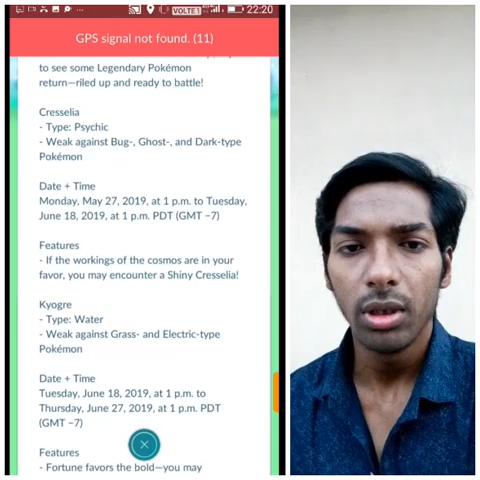 VOLTE1 22:20
GPS signal not found. (11)
to see some Legendary Pokémon
return—riled up and ready to battle!
Cresselia
- Type: Psychic
- Weak against Bug-, Ghost-, and Dark-type
Pokémon
Date + Time
Monday, May 27, 2019, at 1 p.m. to Tuesday,
June 18, 2019, at 1 p.m. PDT (GMT −7)
Features
- If the workings of the cosmos are in your
favor, you may encounter a Shiny Cresselia!
Kyogre
- Type: Water
- Weak against Grass- and Electric-type
Pokémon
Date + Time
Tuesday, June 18, 2019, at 1 p.m. to
Thursday, June 27, 2019, at 1 p.m. PDT
(GMT −7)
Features
- Fortune favors the bold—you may